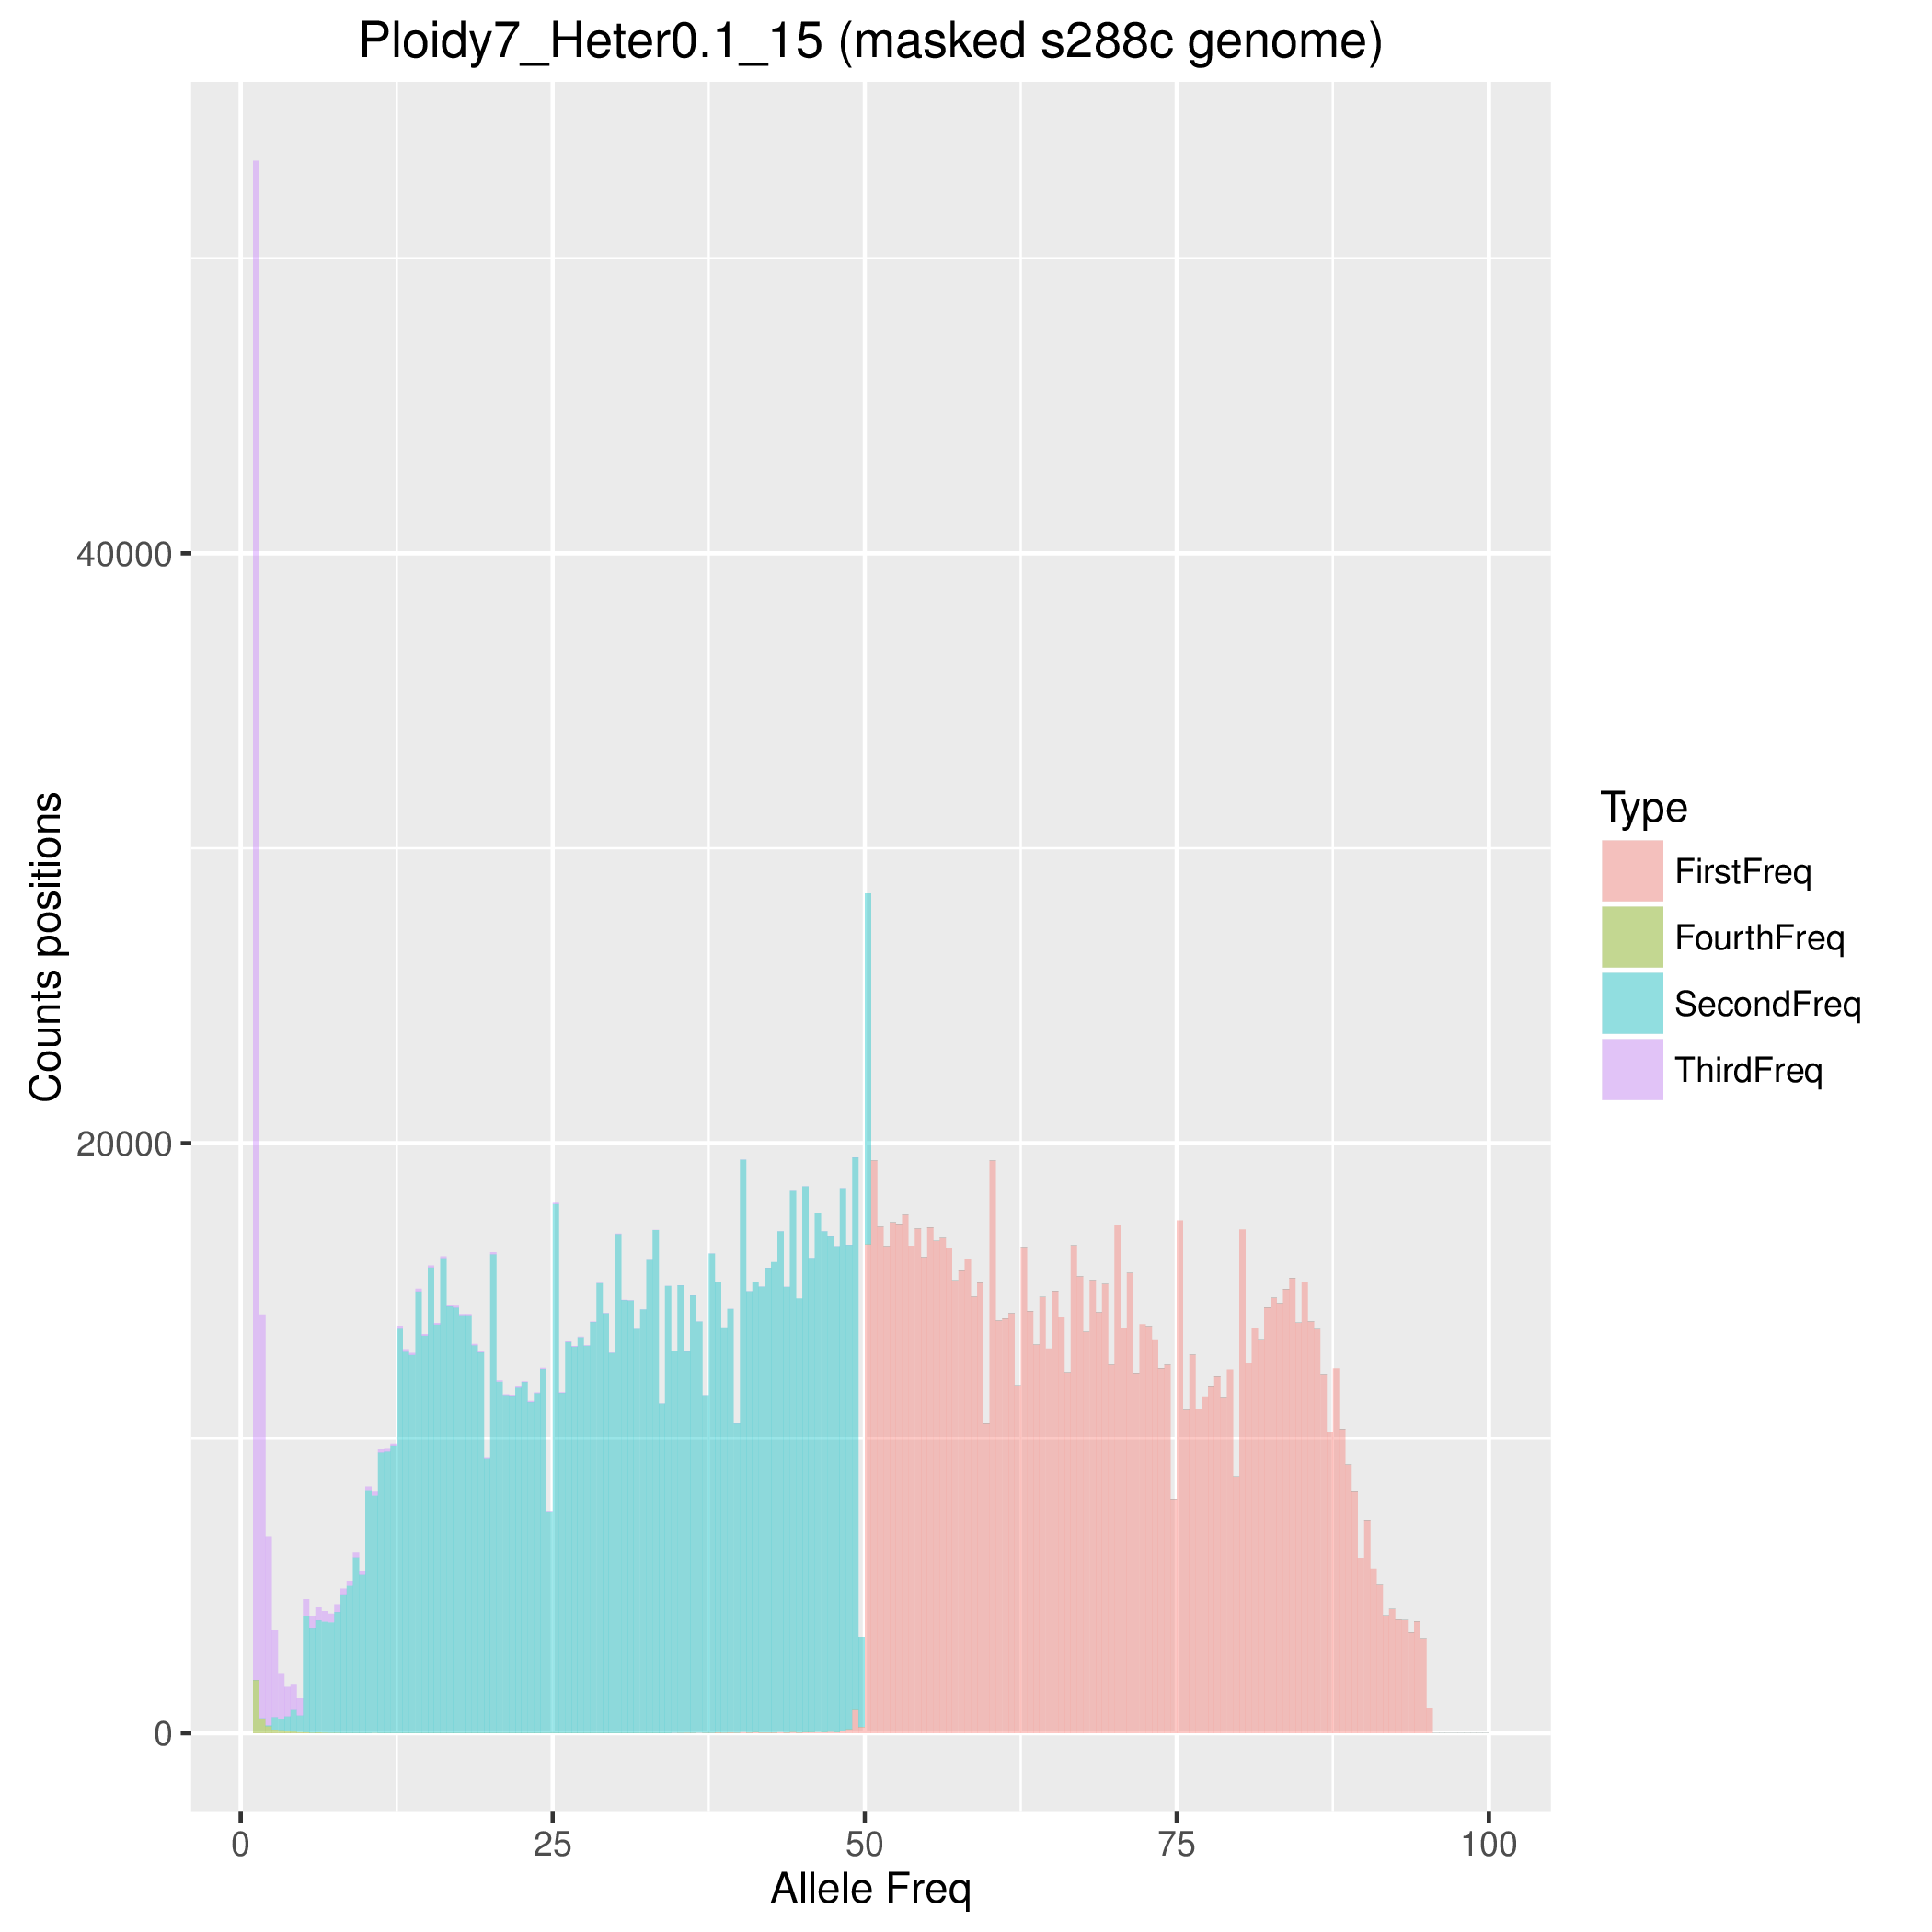 Ploidy7_Heter0.1_15 (masked s288c genome)
Counts positions
40000
20000
0
0
25
50
75
100
Allele Freq
Type
FirstFreq
FourthFreq
SecondFreq
ThirdFreq